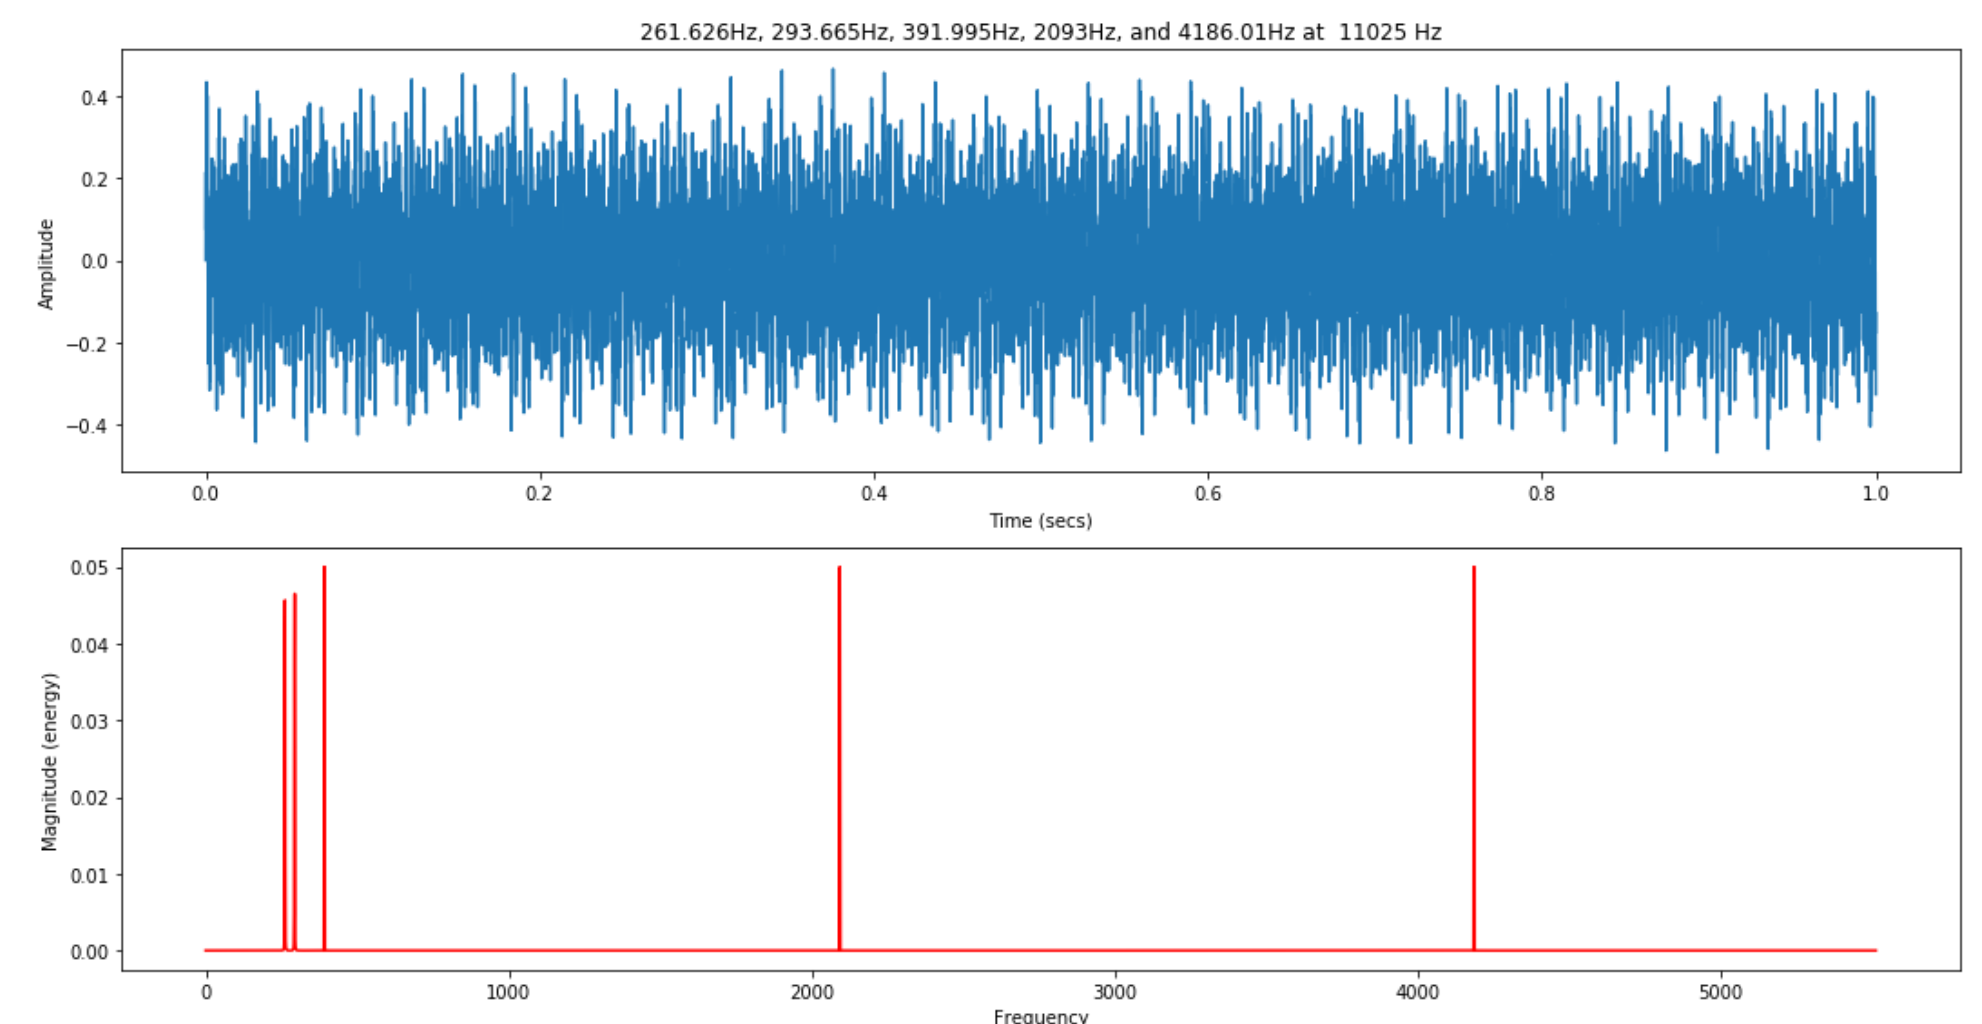 261.626Hz, 293.665Hz, 391.995Hz, 2093Hz, and 4186.01Hz at  11025 Hz
0.4
0.2
0.0
−0.2
−0.4
Amplitude
0.0 0.2 0.4 0.6 0.8 1.0
Time (secs)
0.05
0.04
0.03
0.02
0.01
0.00
Magnitude (energy)
0 1000 2000 3000 4000 5000
Frequency